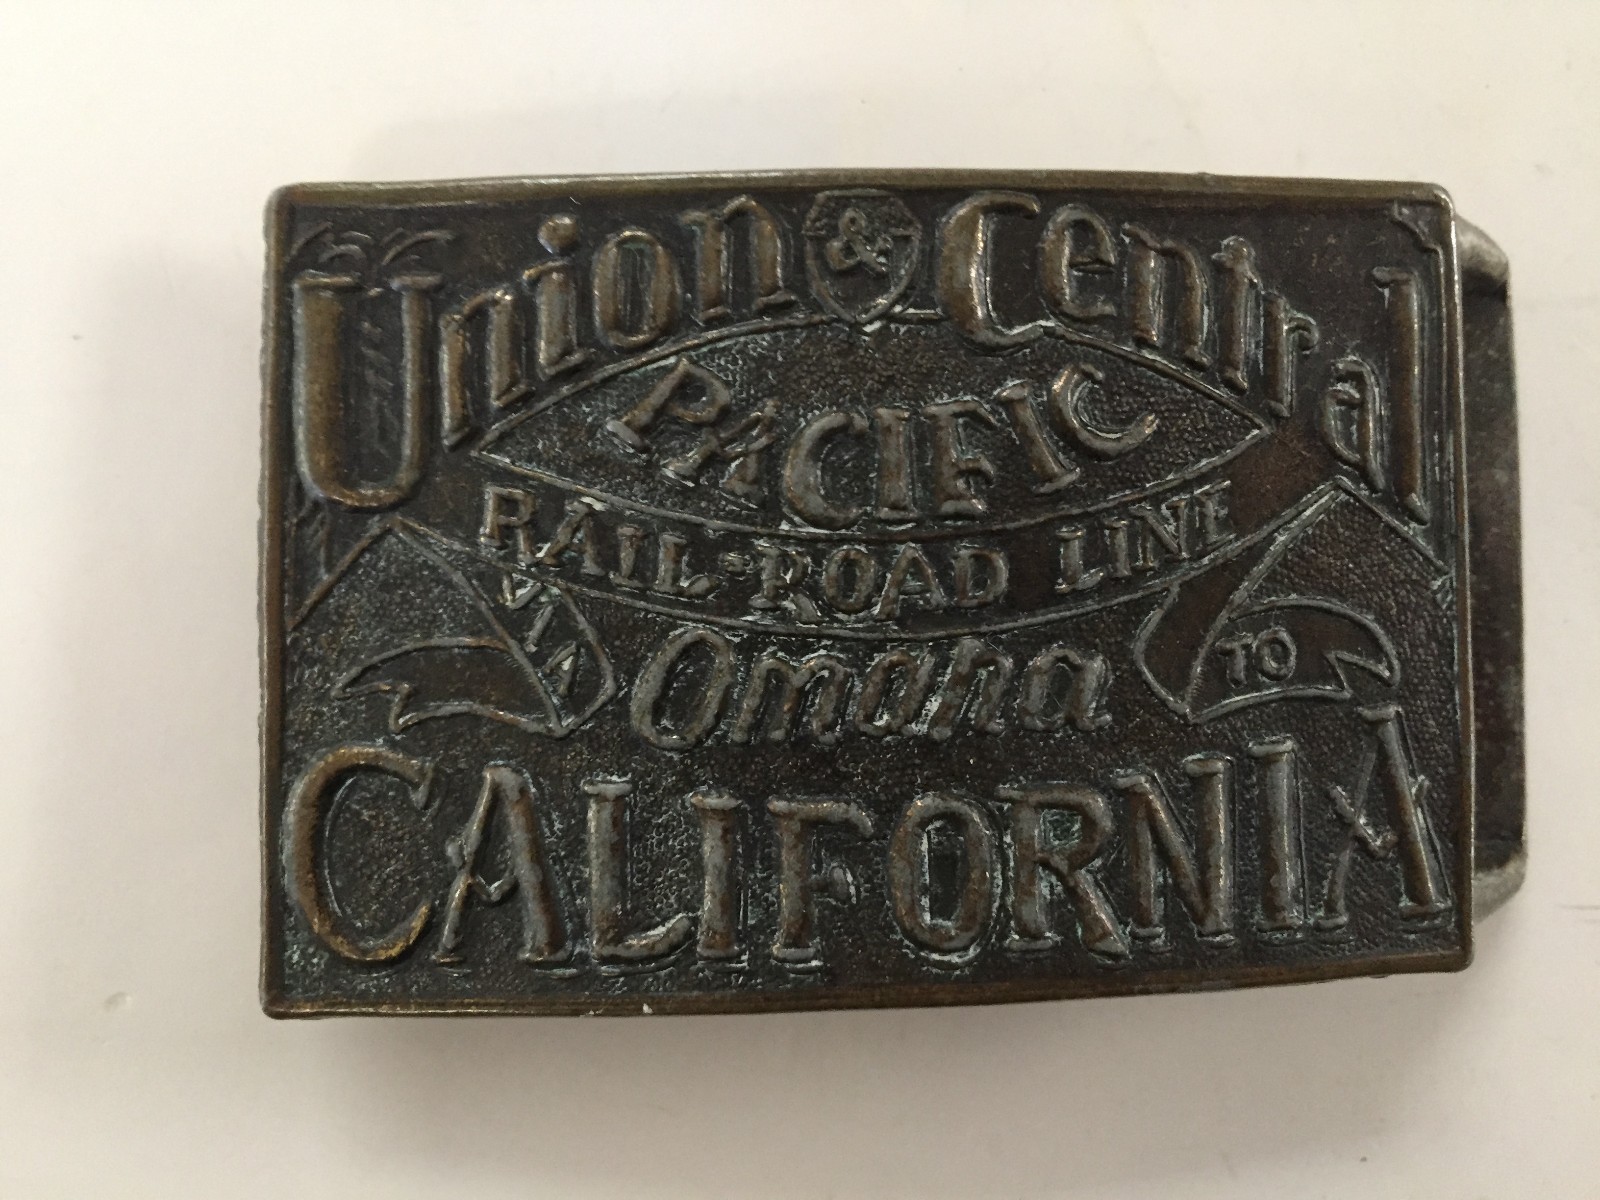 Union & Central
PACIFIC
RAIL-ROAD LINE
VIA
Omaha
TO
CALIFORNIA